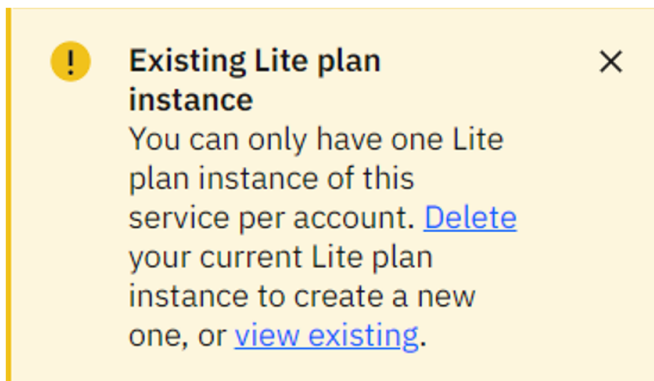 Existing Lite plan
instance
You can only have one Lite
plan instance of this
service per account. Delete
your current Lite plan
instance to create a new
one, or view existing.